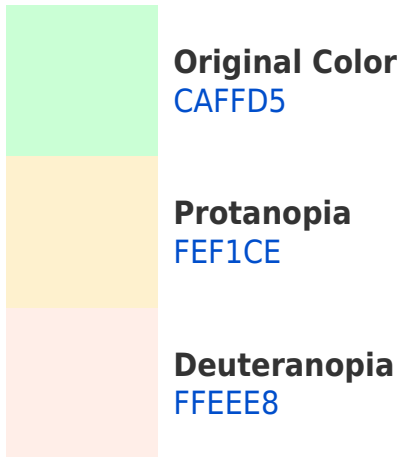 Original Color
CAFFD5
Protanopia
FEF1CE
Deuteranopia
FFEEE8